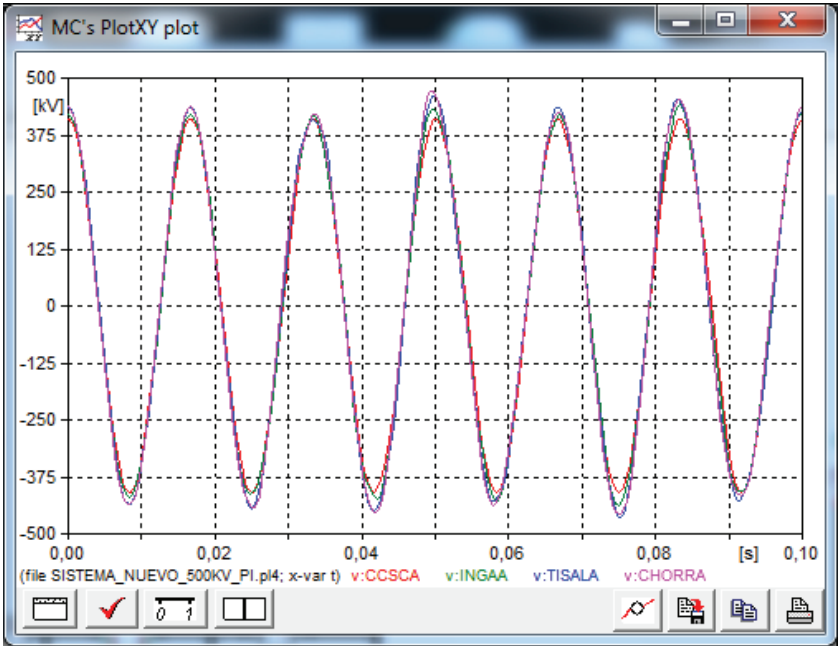 MC's PlotXY plot
500
[kV]
375
250
125
0
-125
-250
-375
-500
0,00 0,02 0,04 0,06 0,08 [s] 0,10
(file SISTEMA_NUEVO_500KV_PI.pl4; x-var t) v:CCSCA v:INGAA v:TISALA v:CHORRA
0 1